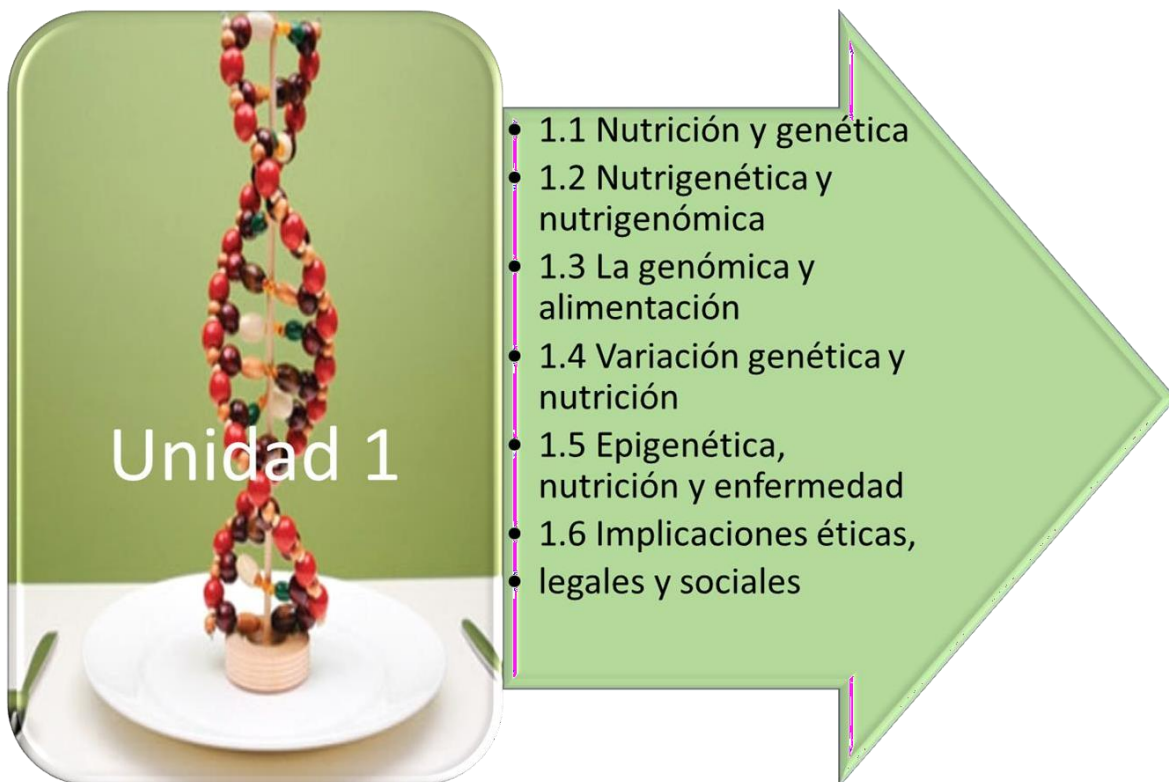 Unidad 1
• 1.1 Nutrición y genética
• 1.2 Nutrigenética y
nutrigenómica
• 1.3 La genómica y
alimentación
• 1.4 Variación genética y
nutrición
• 1.5 Epigenética,
nutrición y enfermedad
• 1.6 Implicaciones éticas,
• legales y sociales